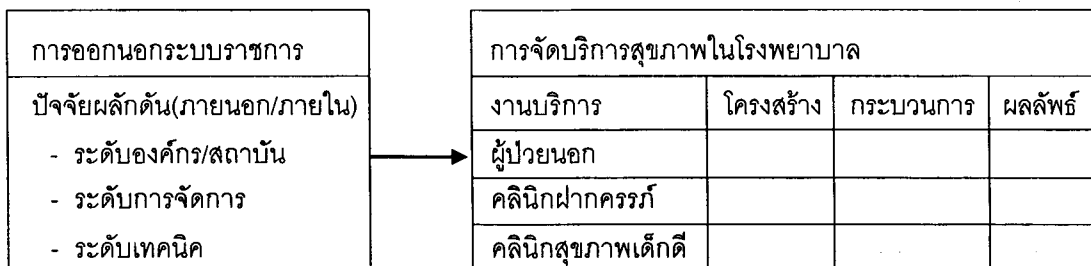 การออกนอกระบบราชการ
ปัจจัยผลักดัน(ภายนอก/ภายใน)
- ระดับองค์กร/สถาบัน
- ระดับการจัดการ
- ระดับเทคนิค
การจัดบริการสุขภาพในโรงพยาบาล
งานบริการ โครงสร้าง กระบวนการ ผลลัพธ์
ผู้ป่วยนอก
คลินิกฝากครรภ์
คลินิกสุขภาพเด็กดี